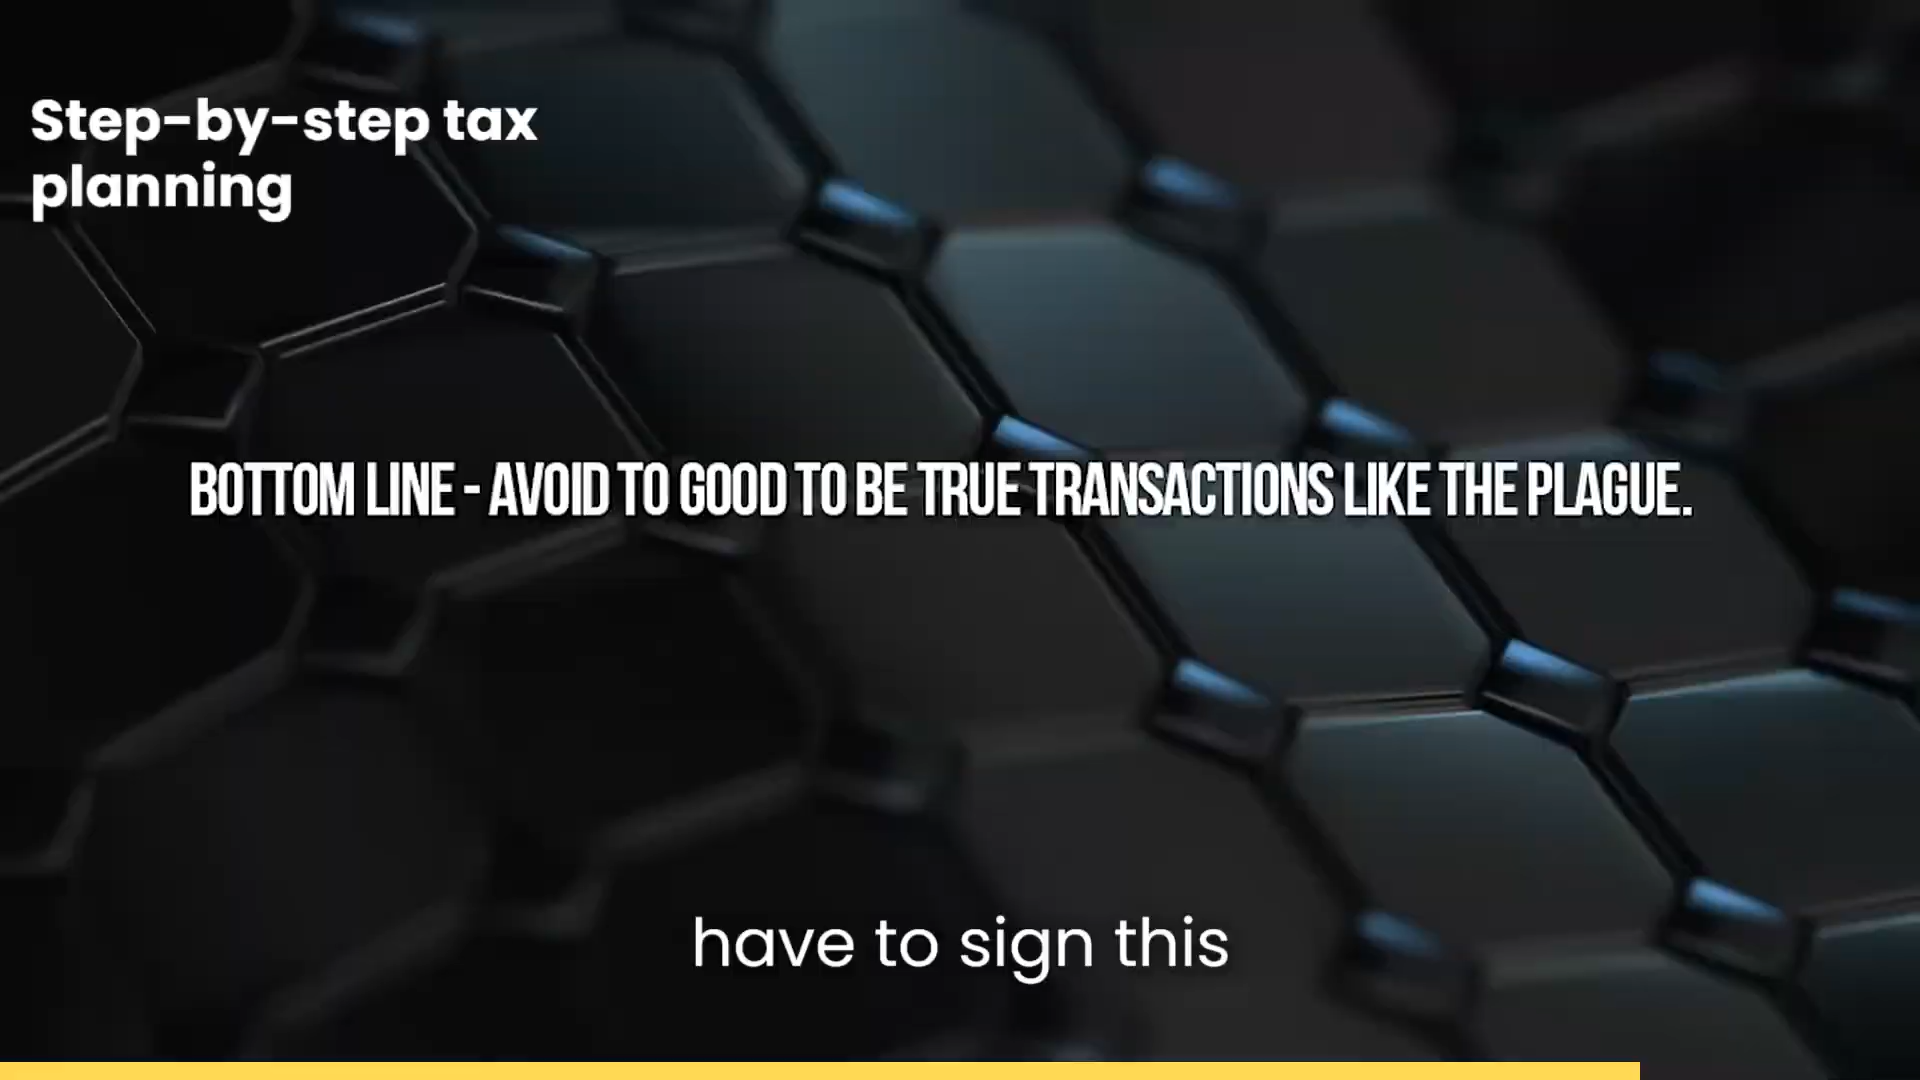 Step-by-step tax
planning
BOTTOM LINE - AVOID TO GOOD TO BE TRUE TRANSACTIONS LIKE THE PLAGUE.
have to sign this